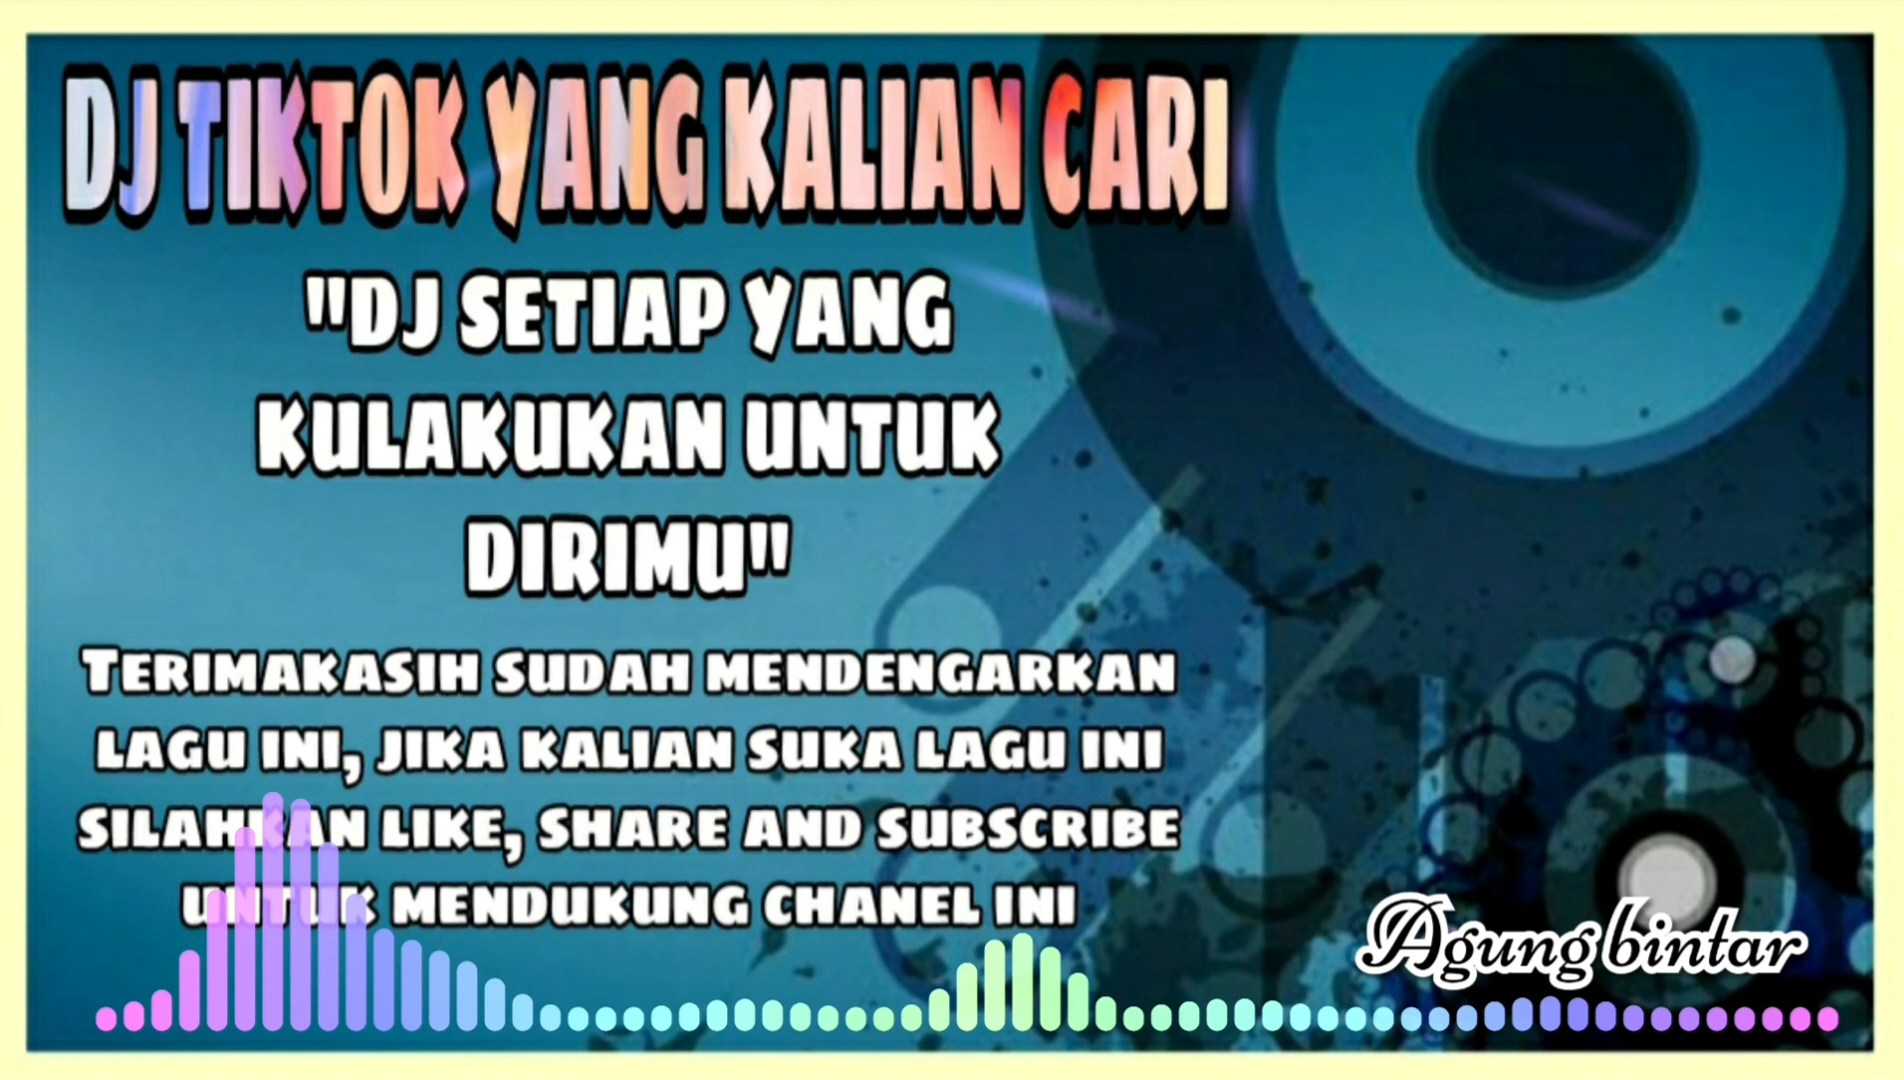 DJ TIKTOK YANG KALIAN CARI
"DJ SETIAP YANG
KULAKUKAN UNTUK
DIRIMU"
TERIMAKASIH SUDAH MENDENGARKAN
LAGU INI, JIKA KALIAN SUKA LAGU INI
SILAHKAN LIKE, SHARE AND SUBSCRIBE
UNTUK MENDUKUNG CHANEL INI
Agung bintar